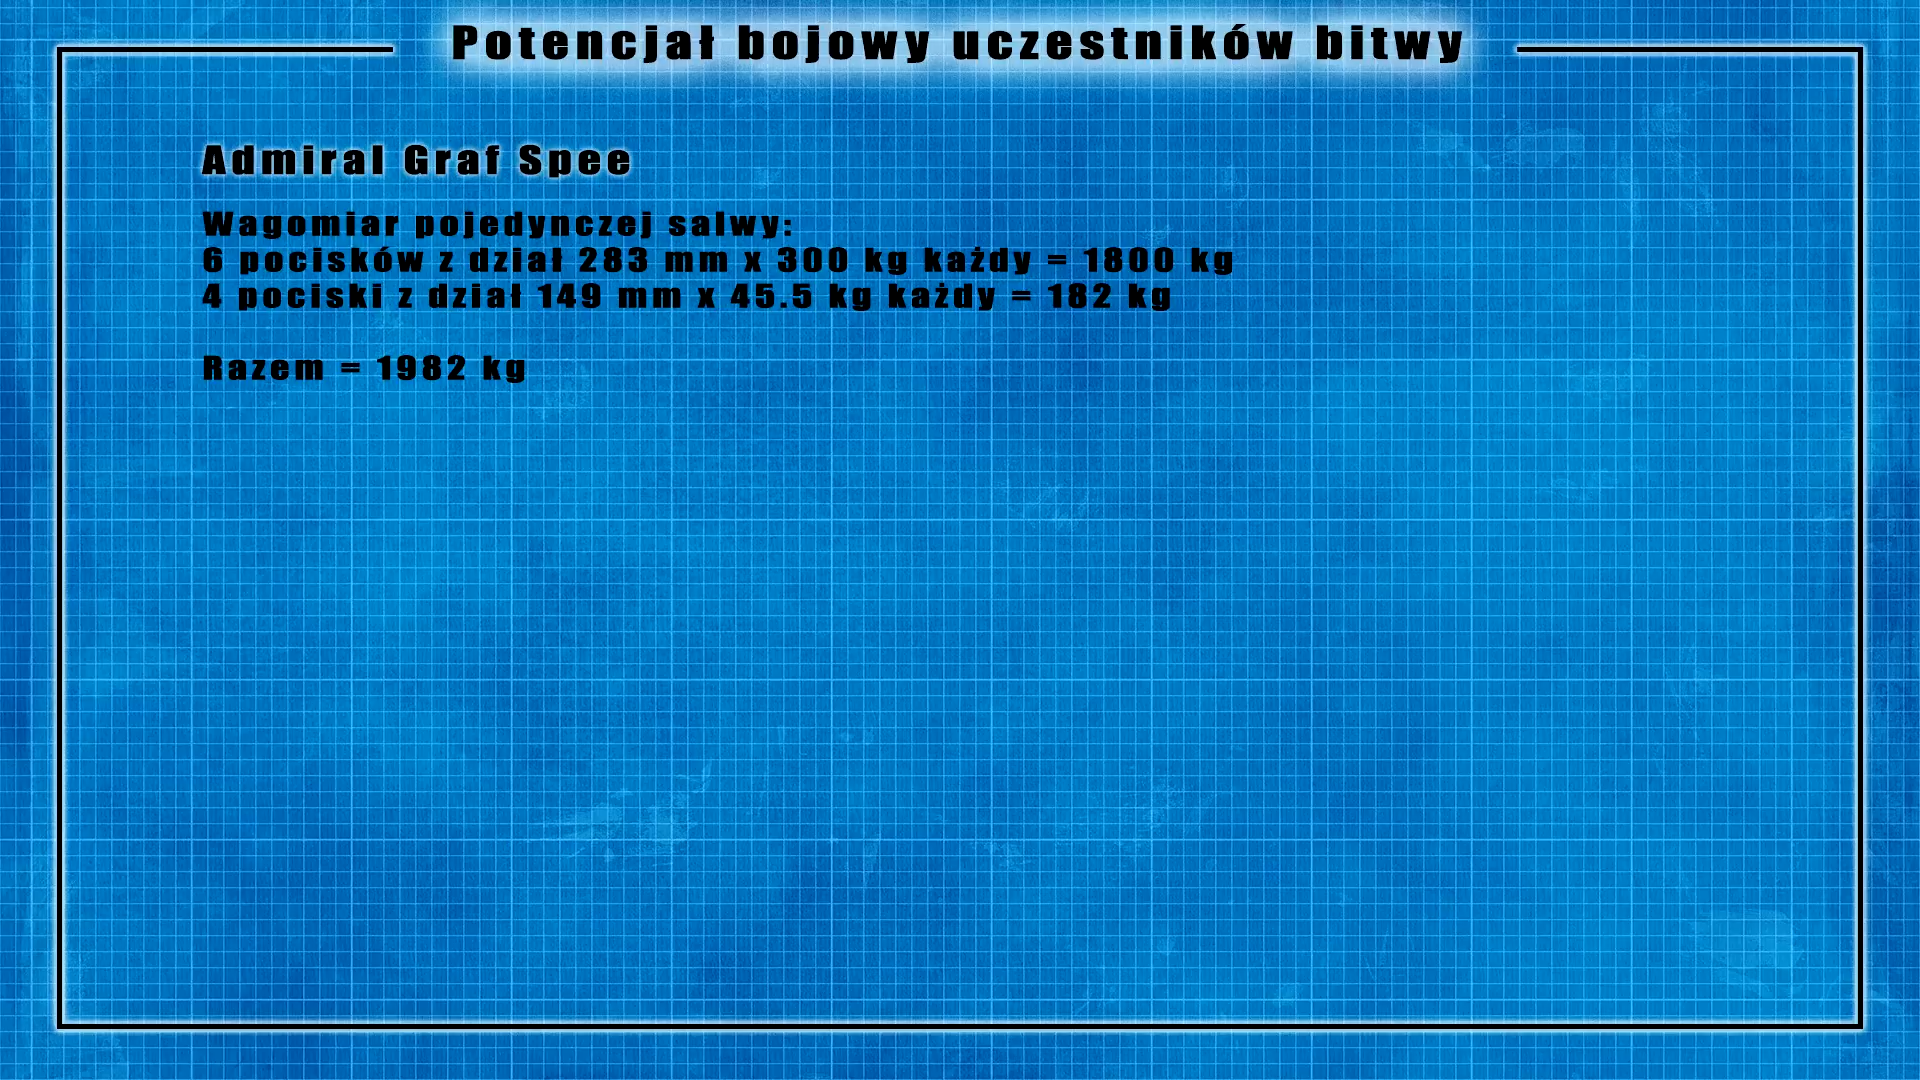 Potencjał bojowy uczestników bitwy
Admiral Graf Spee
Wagomiar pojedynczej salwy:
6 pocisków z dział 283 mm x 300 kg każdy = 1800 kg
4 pociski z dział 149 mm x 45.5 kg każdy = 182 kg
Razem = 1982 kg